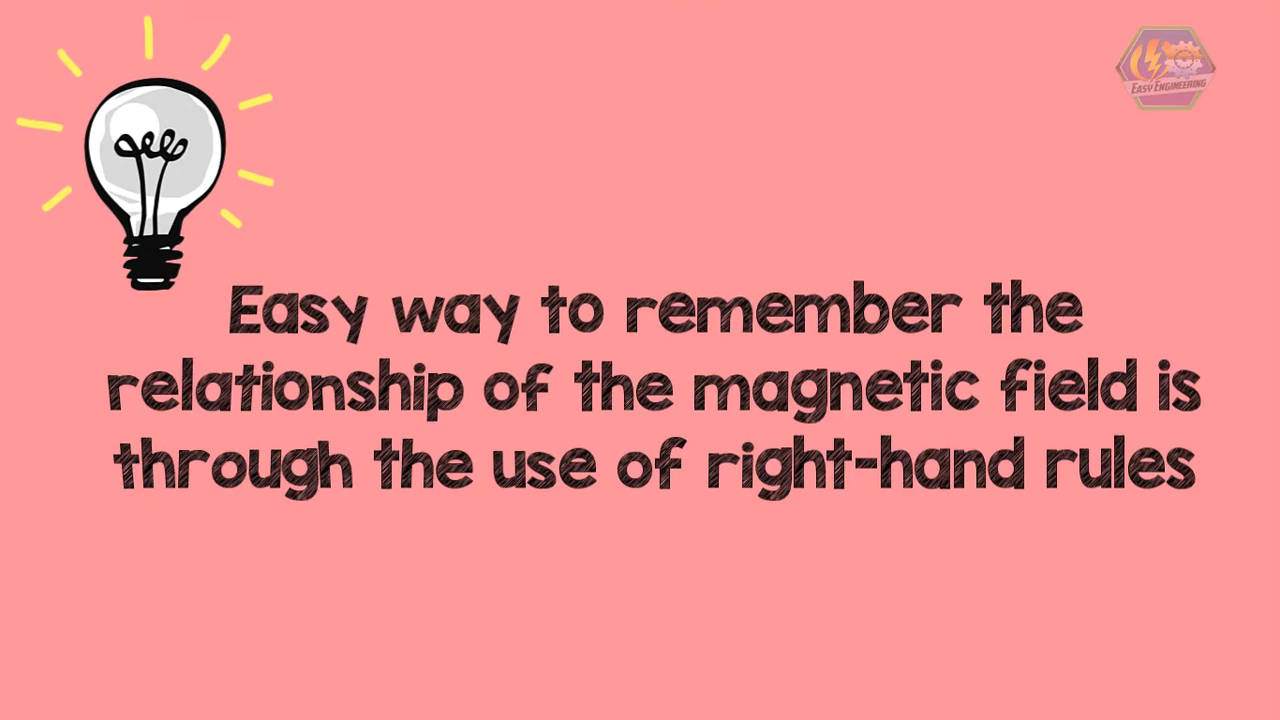 EASY ENGINEERING
Easy way to remember the
relationship of the magnetic field is
through the use of right-hand rules